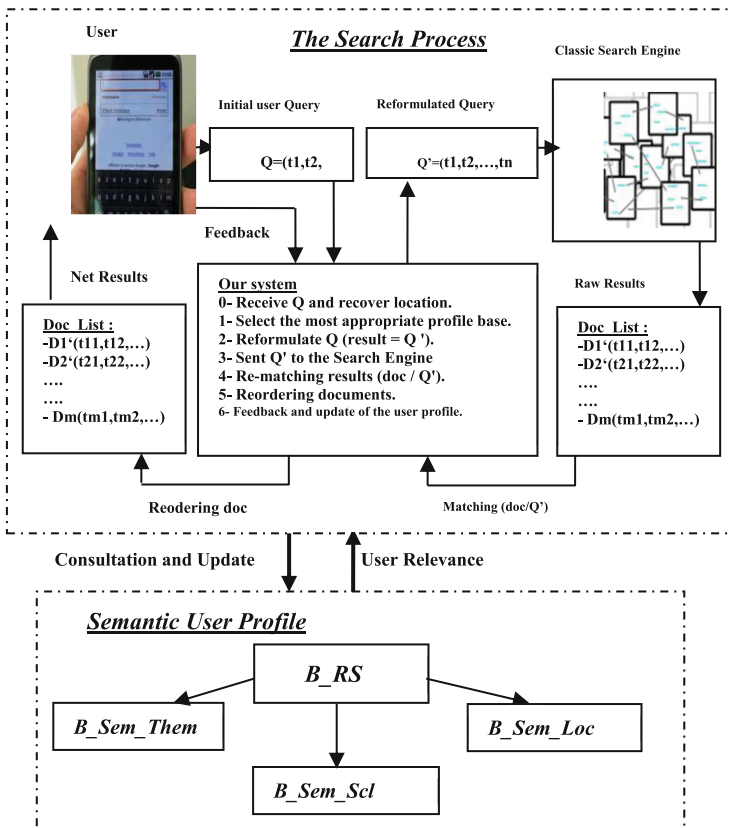 User
The Search Process
Classic Search Engine
Initial user Query
Reformulated Query
Q=(t1,t2,
Q’=(t1,t2,…,tn
Feedback
Net Results
Doc List :
-D1‘(t11,t12,…)
-D2‘(t21,t22,…)
….
….
- Dm(tm1,tm2,…)
Our system
0- Receive Q and recover location.
1- Select the most appropriate profile base.
2- Reformulate Q (result = Q ').
3- Sent Q' to the Search Engine
4- Re-matching results (doc / Q').
5- Reordering documents.
6- Feedback and update of the user profile.
Raw Results
Doc List :
-D1‘(t11,t12,…)
-D2‘(t21,t22,…)
….
….
- Dm(tm1,tm2,…)
Reodering doc
Matching (doc/Q’)
Consultation and Update
User Relevance
Semantic User Profile
B_RS
B_Sem_Them
B_Sem_Loc
B_Sem_Scl